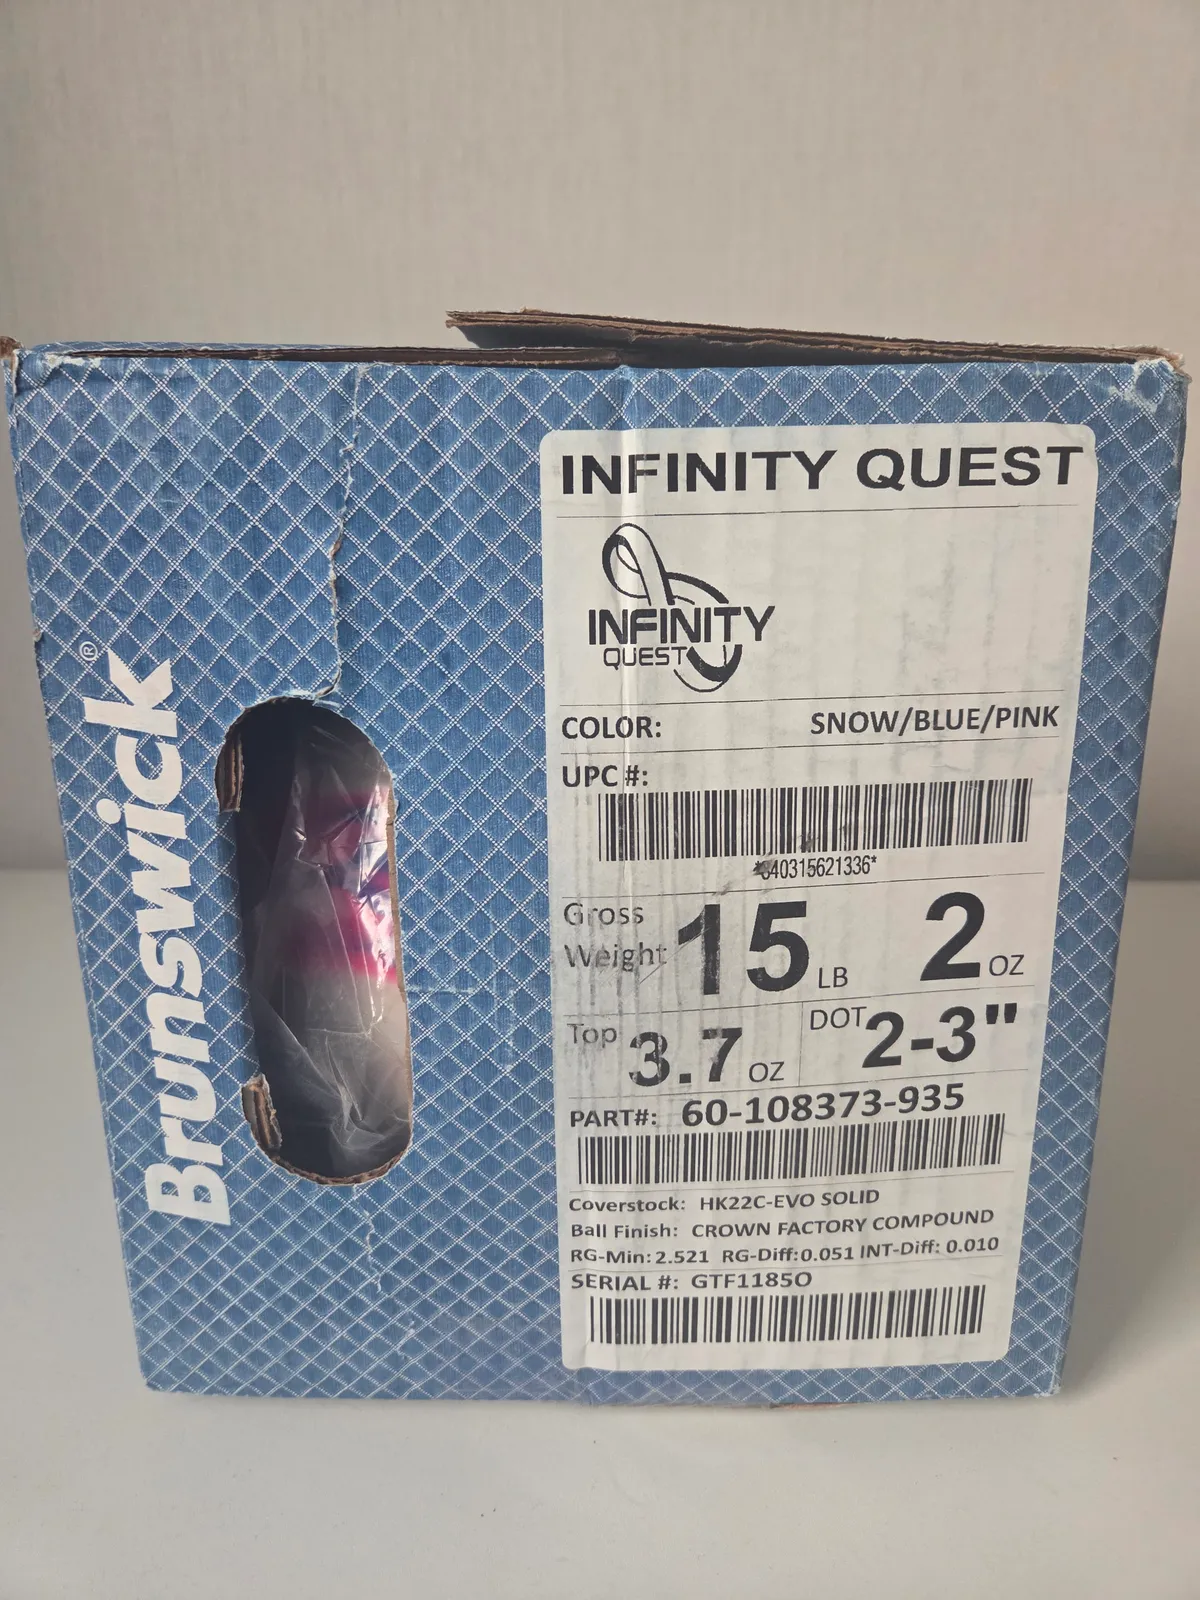 Brunswick®
INFINITY QUEST
INFINITY
QUEST
COLOR: SNOW/BLUE/PINK
UPC #:
*840315621336*
Gross Weight 15 LB 2 OZ
Top 3.7 OZ DOT 2-3"
PART#: 60-108373-935
Coverstock: HK22C-EVO SOLID
Ball Finish: CROWN FACTORY COMPOUND
RG-Min: 2.521 RG-Diff: 0.051 INT-Diff: 0.010
SERIAL #: GTF1185O